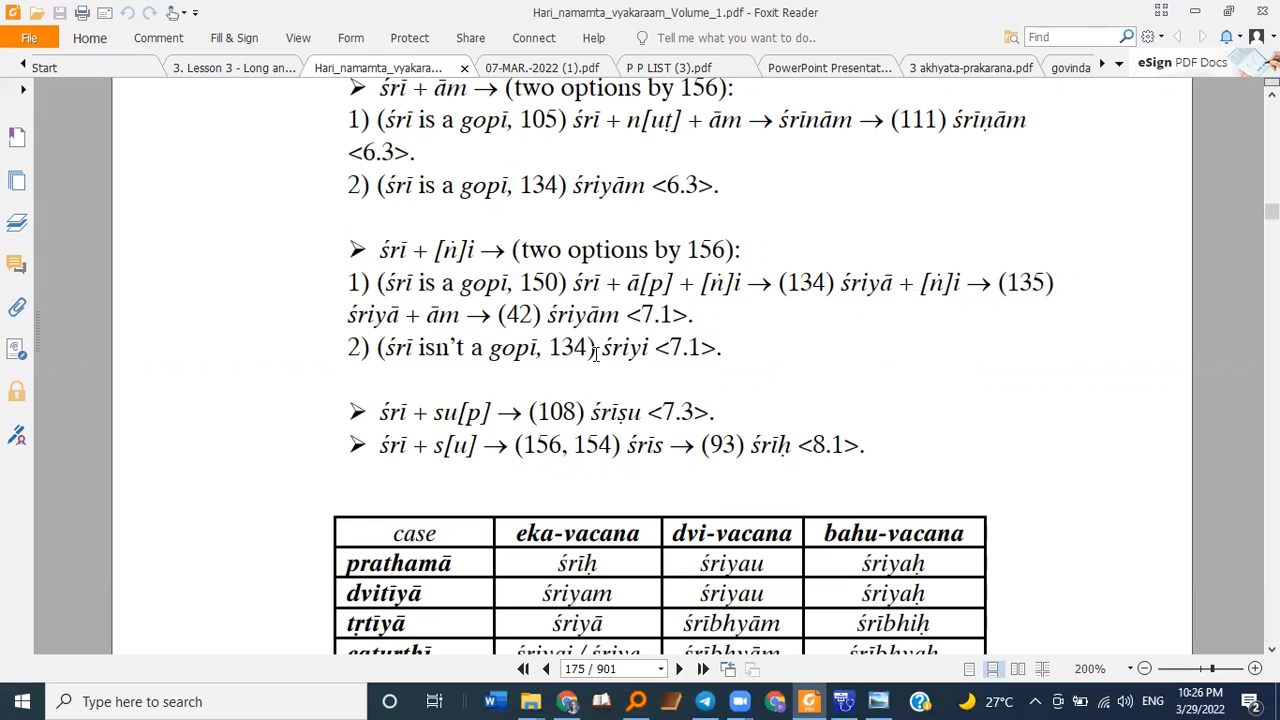 Hari_namamta_vyakaraam_Volume_1.pdf - Foxit Reader
File Home Comment Fill & Sign View Form Protect Share Connect Help Tell me what you want to do.. Find
Start 3. Lesson 3 - Long an... Hari_namamta_vyakara... 07-MAR.-2022 (1).pdf P P LIST (3).pdf PowerPoint Presentat... 3 akhyata-prakarana.pdf govinda eSign PDF Docs
➢ śrī + ām → (two options by 156):
1) (śrī is a gopī, 105) śrī + n[uṭ] + ām → śrīnām → (111) śrīṇām
<6.3>.
2) (śrī is a gopī, 134) śriyām <6.3>.
➢ śrī + [ṅ]i → (two options by 156):
1) (śrī is a gopī, 150) śrī + ā[p] + [ṅ]i → (134) śriyā + [ṅ]i → (135)
śriyā + ām → (42) śriyām <7.1>.
2) (śrī isn’t a gopī, 134) śriyi <7.1>.
➢ śrī + su[p] → (108) śrīṣu <7.3>.
➢ śrī + s[u] → (156, 154) śrīs → (93) śrīḥ <8.1>.
case eka-vacana dvi-vacana bahu-vacana
prathamā śrīḥ śriyau śriyaḥ
dvitīyā śriyam śriyau śriyaḥ
tṛtīyā śriyā śrībhyām śrībhiḥ
caturthī śriyai / śriye śrībhyām śrībhyaḥ
175 / 901 200%
Type here to search 27°C ENG 10:26 PM
3/29/2022 2